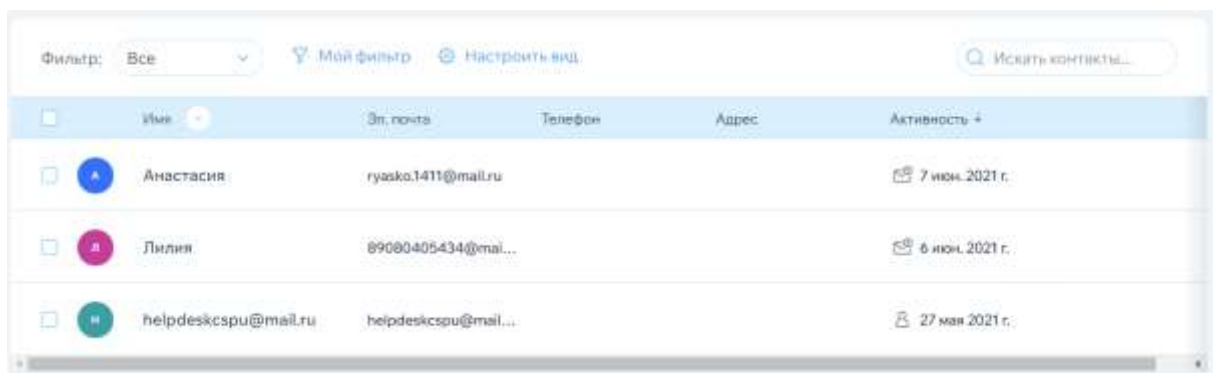 Фильтр: Все Мой фильтр Настроить вид Искать контакты...
Имя Эл. почта Телефон Адрес Активность ↓
А Анастасия ryasko.1411@mail.ru 7 июн. 2021 г.
Л Лилия 89080405434@mai... 6 июн. 2021 г.
H helpdeskcspu@mail.ru helpdeskcspu@mail... 27 мая 2021 г.